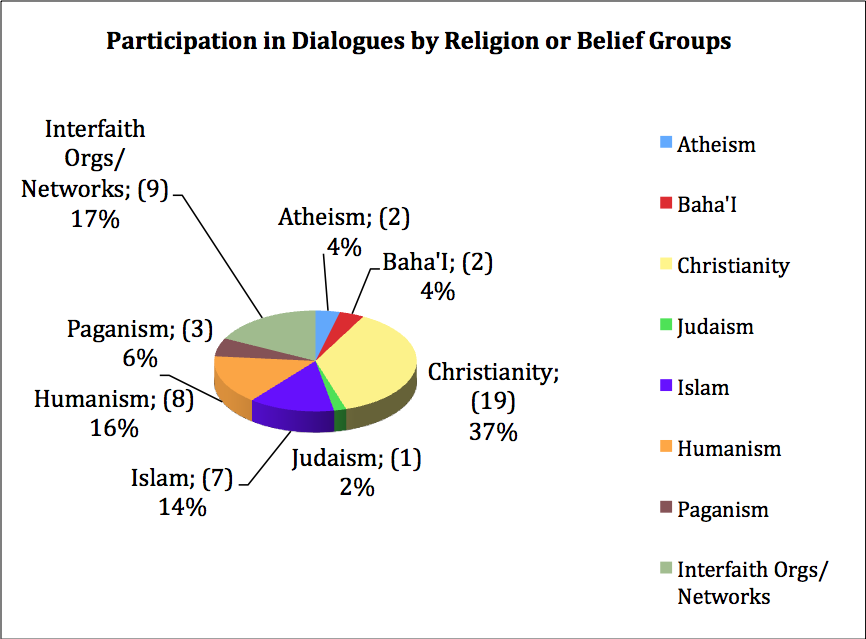 Participation in Dialogues by Religion or Belief Groups
Interfaith
Orgs/
Networks; (9)
17%
Atheism; (2)
4%
Baha'I; (2)
4%
Paganism; (3)
6%
Christianity;
(19)
37%
Humanism; (8)
16%
Judaism; (1)
2%
Islam; (7)
14%
Atheism
Baha'I
Christianity
Judaism
Islam
Humanism
Paganism
Interfaith Orgs/
Networks